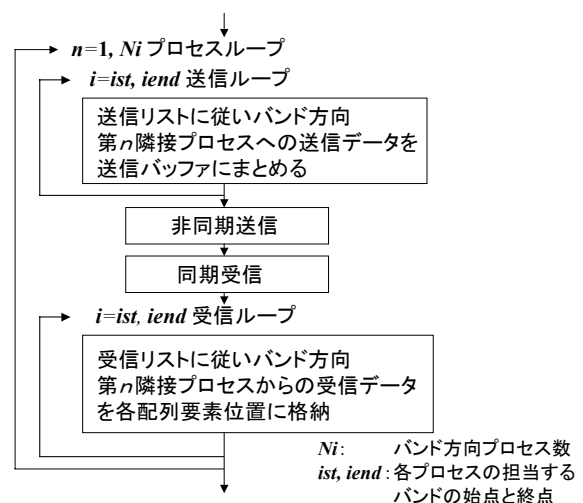 n=1, Ni プロセスループ
i=ist, iend 送信ループ
送信リストに従いバンド方向
第n隣接プロセスへの送信データを
送信バッファにまとめる
非同期送信
同期受信
i=ist, iend 受信ループ
受信リストに従いバンド方向
第n隣接プロセスからの受信データ
を各配列要素位置に格納
Ni: バンド方向プロセス数
ist, iend:各プロセスの担当する
バンドの始点と終点